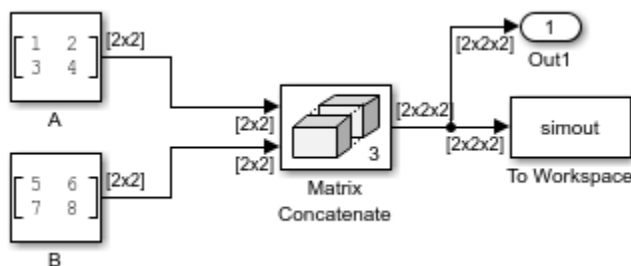 1 2
3 4
[2x2]
A
5 6
7 8
[2x2]
B
[2x2]
[2x2]
3
Matrix
Concatenate
[2x2x2]
[2x2x2]
1
Out1
[2x2x2]
simout
To Workspace